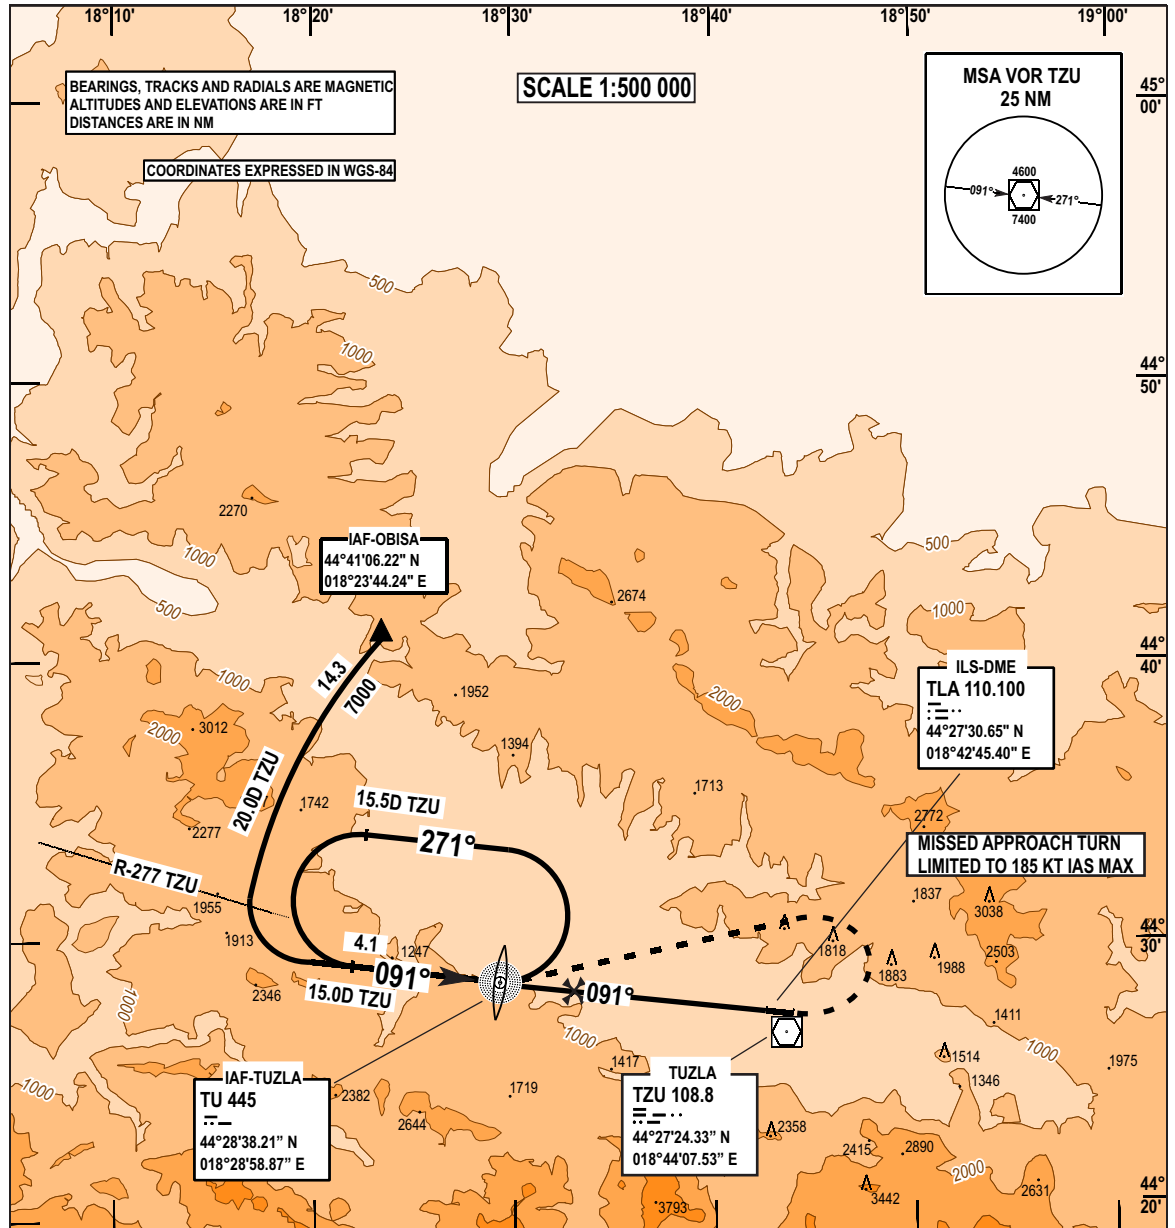 18°10'
18°20'
18°30'
18°40'
18°50'
19°00'
BEARINGS, TRACKS AND RADIALS ARE MAGNETIC
ALTITUDES AND ELEVATIONS ARE IN FT
DISTANCES ARE IN NM
SCALE 1:500 000
MSA VOR TZU
25 NM
4600
091°
271°
7400
45°
00'
COORDINATES EXPRESSED IN WGS-84
500
1000
44°
50'
2270
1000
500
IAF-OBISA
44°41'06.22" N
018°23'44.24" E
2674
500
1000
44°
40'
14.3
7000
1000
2000
3012
1952
1394
2000
ILS-DME
TLA 110.100
44°27'30.65" N
018°42'45.40" E
20.0D TZU
1742
15.5D TZU
1713
2277
271°
2772
MISSED APPROACH TURN
LIMITED TO 185 KT IAS MAX
R-277 TZU
1955
1837
3038
1913
4.1
1247
1818
1883
1988
2503
44°
30'
2346
15.0D TZU
091°
091°
1000
1000
1411
1000
1417
1514
1975
1000
IAF-TUZLA
TU 445
44°28'38.21” N
018°28'58.87” E
2382
2644
1719
TUZLA
TZU 108.8
44°27'24.33” N
018°44'07.53” E
1346
2358
2415
2890
2000
3442
2631
3793
44°
20'